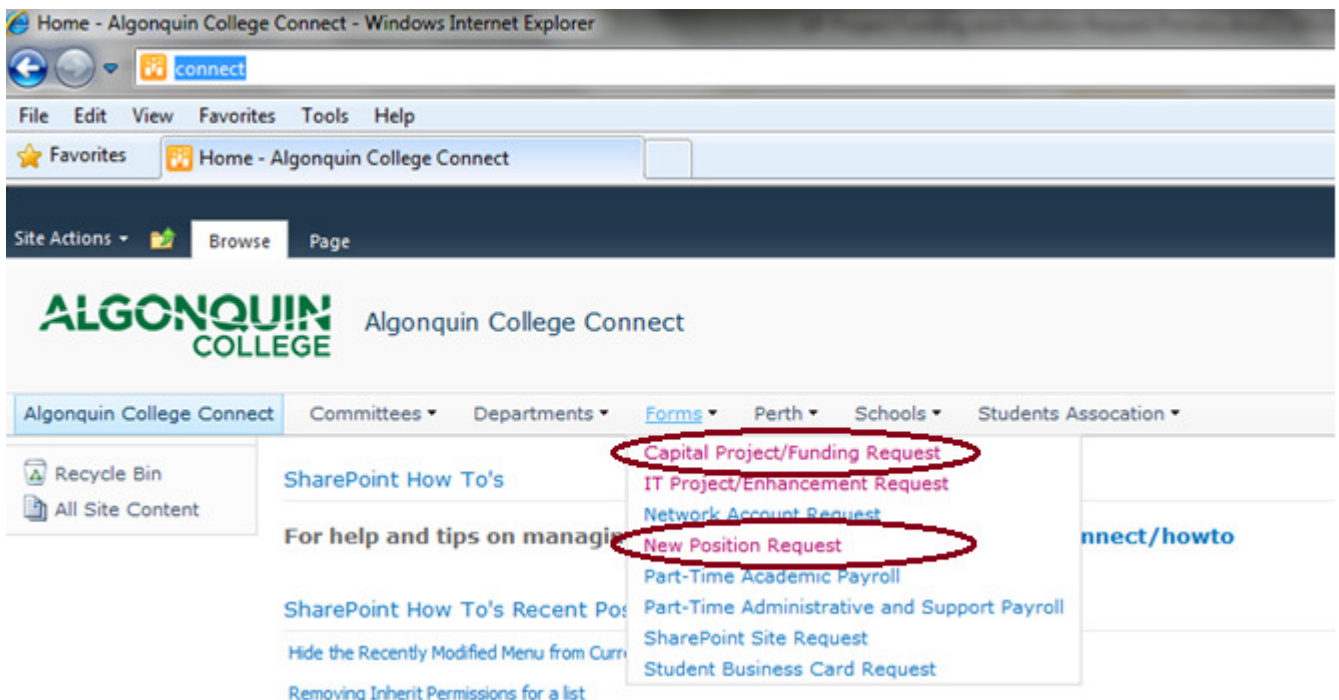 Home - Algonquin College Connect - Windows Internet Explorer
connect
File Edit View Favorites Tools Help
Favorites Home - Algonquin College Connect
Site Actions Browse Page
ALGONQUIN COLLEGE
Algonquin College Connect
Algonquin College Connect Committees Departments Forms Perth Schools Students Assocation
Recycle Bin
All Site Content
SharePoint How To's
For help and tips on managin
nnect/howto
SharePoint How To's Recent Pos
Hide the Recently Modified Menu from Curr
Removing Inherit Permissions for a list
Capital Project/Funding Request
IT Project/Enhancement Request
Network Account Request
New Position Request
Part-Time Academic Payroll
Part-Time Administrative and Support Payroll
SharePoint Site Request
Student Business Card Request